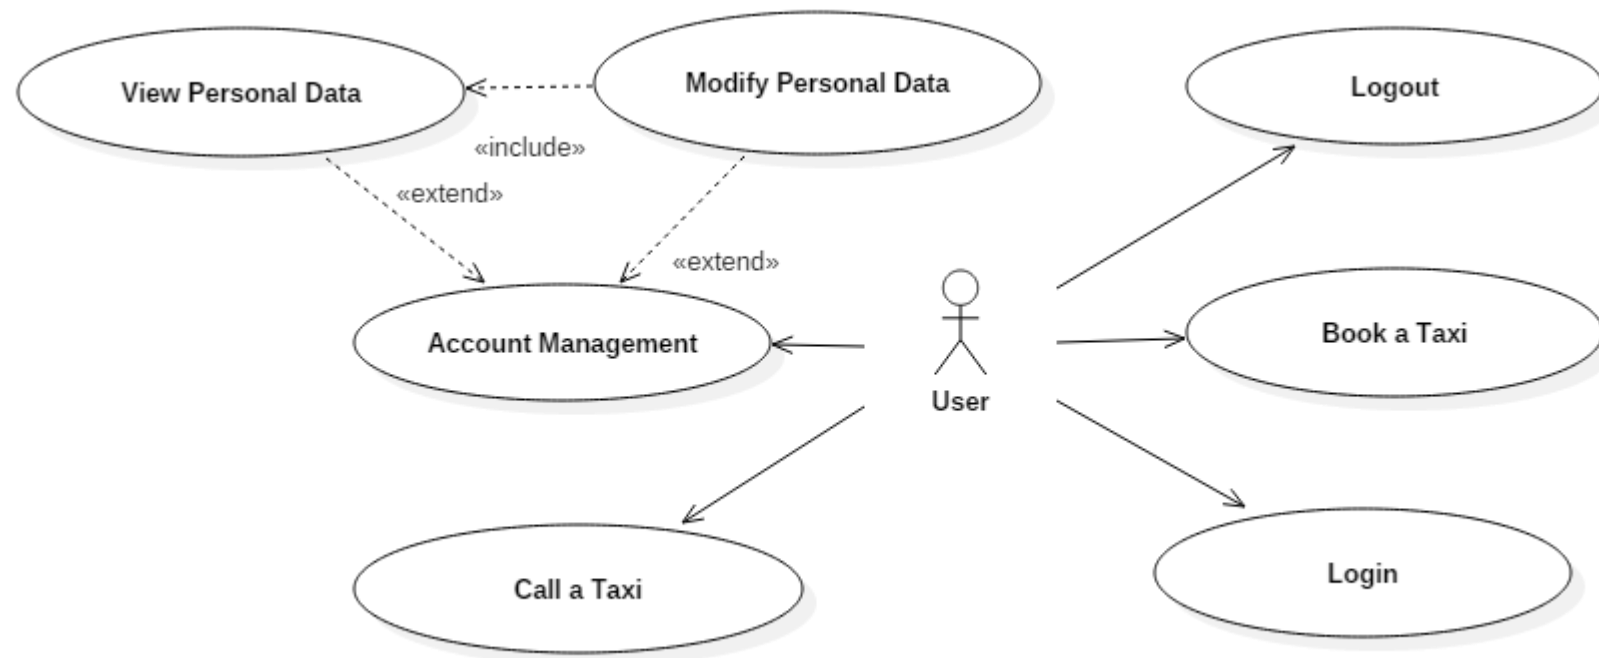 View Personal Data
Modify Personal Data
Logout
«include»
«extend»
«extend»
Account Management
User
Book a Taxi
Call a Taxi
Login